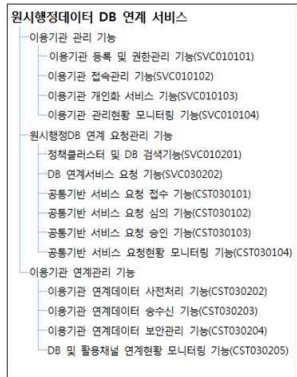 원시행정데이터 DB 연계 서비스
이용기관 관리 기능
이용기관 등록 및 권한관리 기능(SVC010101)
이용기관 접속관리 기능(SVC010102)
이용기관 개인화 서비스 기능(SVC010103)
이용기관 관리현황 모니터링 기능(SVC010104)
원시행정DB 연계 요청관리 기능
정책클러스터 및 DB 검색기능(SVC010201)
DB 연계서비스 요청 기능(SVC030202)
공통기반 서비스 요청 접수 기능(CST030101)
공통기반 서비스 요청 심의 기능(CST030102)
공통기반 서비스 요청 승인 기능(CST030103)
공통기반 서비스 요청현황 모니터링 기능(CST030104)
이용기관 연계관리 기능
이용기관 연계데이터 사전처리 기능(CST030202)
이용기관 연계데이터 송수신 기능(CST030203)
이용기관 연계데이터 보안관리 기능(CST030204)
DB 및 활용채널 연계현황 모니터링 기능(CST030205)